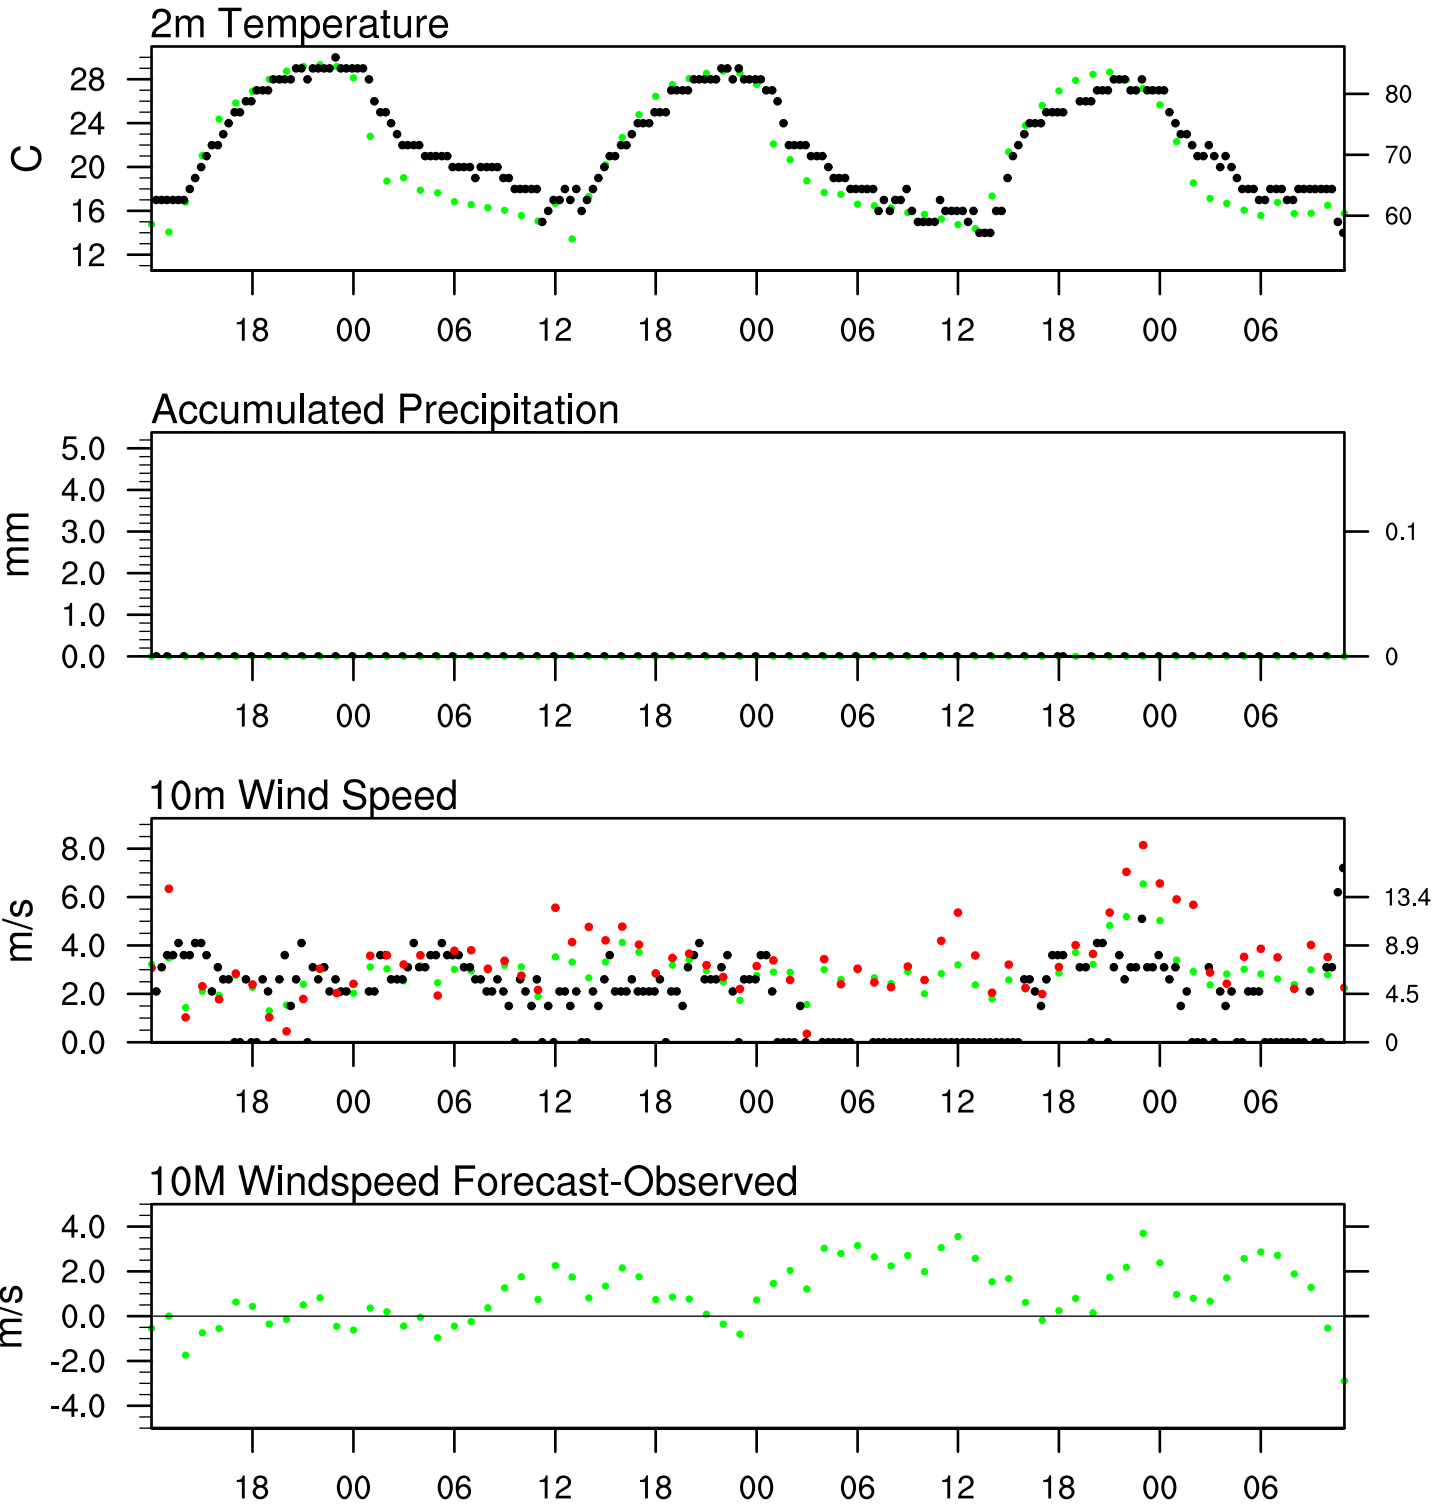 2m Temperature
28
24
20
16
12
C
80
70
60
18 00 06 12 18 00 06 12 18 00 06
Accumulated Precipitation
5.0
4.0
3.0
2.0
1.0
0.0
mm
0.1
0
18 00 06 12 18 00 06 12 18 00 06
10m Wind Speed
8.0
6.0
4.0
2.0
0.0
m/s
13.4
8.9
4.5
0
18 00 06 12 18 00 06 12 18 00 06
10M Windspeed Forecast-Observed
4.0
2.0
0.0
-2.0
-4.0
m/s
18 00 06 12 18 00 06 12 18 00 06